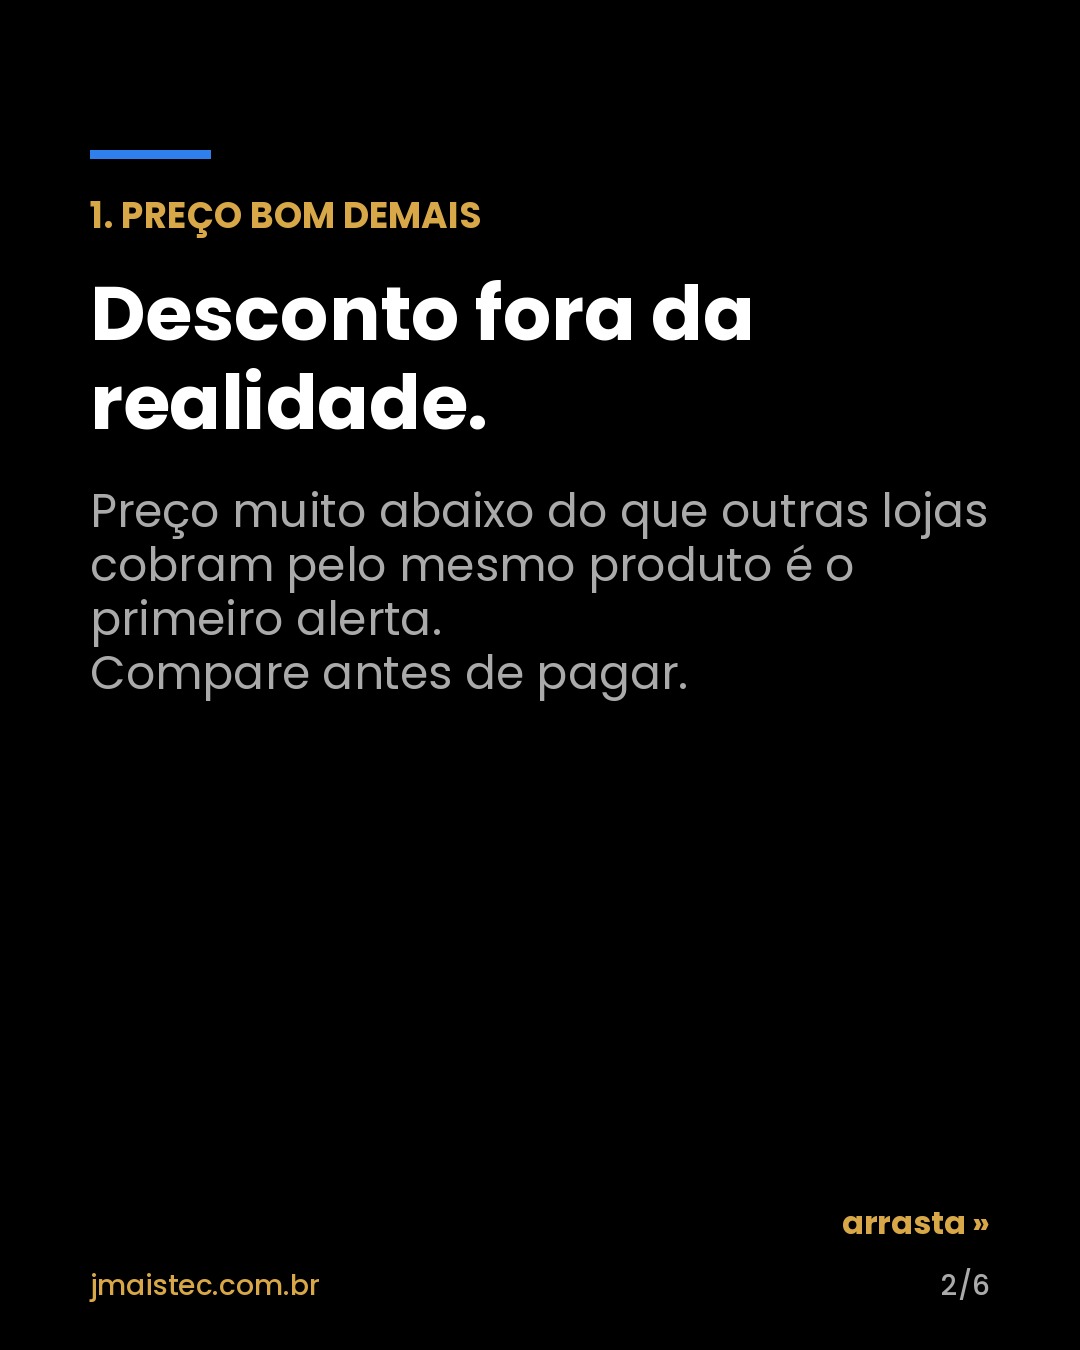 1. PREÇO BOM DEMAIS
Desconto fora da
realidade.
Preço muito abaixo do que outras lojas
cobram pelo mesmo produto é o
primeiro alerta.
Compare antes de pagar.
arrasta »
jmaistec.com.br
2/6